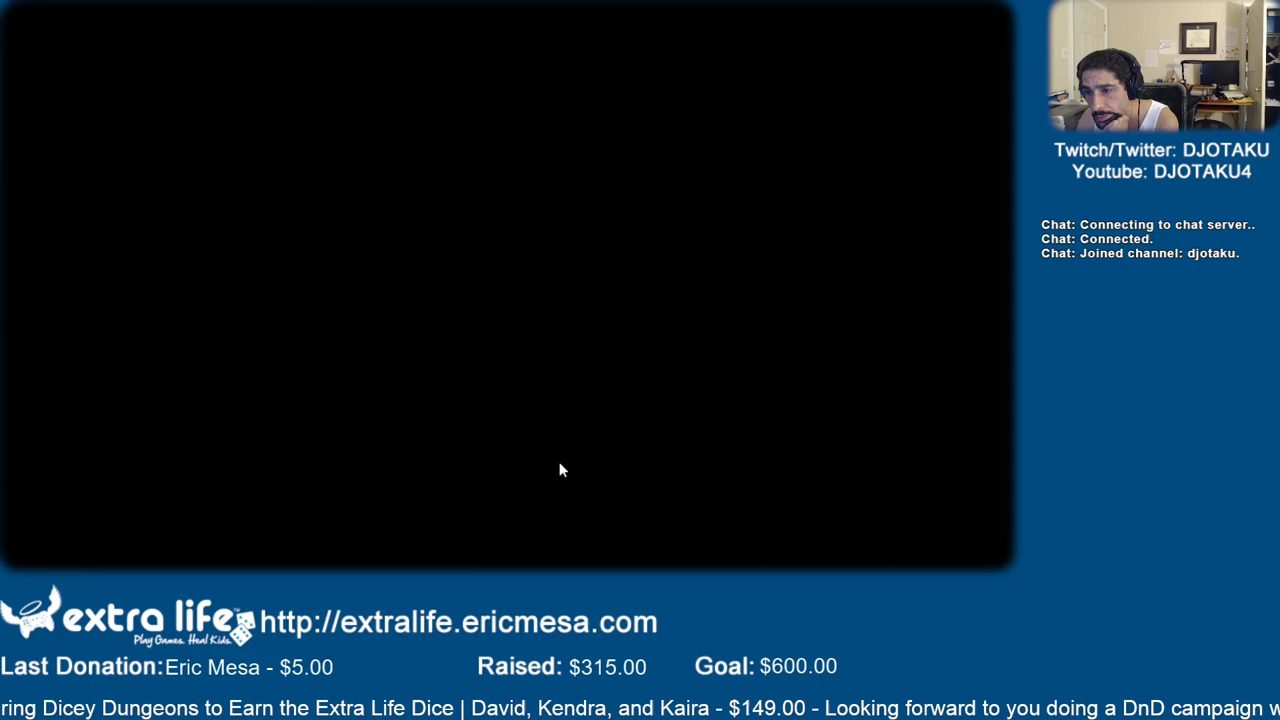 Twitch/Twitter: DJOTAKU
Youtube: DJOTAKU4
Chat: Connecting to chat server..
Chat: Connected.
Chat: Joined channel: djotaku.
extra life
Play Games. Heal Kids.
http://extralife.ericmesa.com
Last Donation: Eric Mesa - $5.00 Raised: $315.00 Goal: $600.00
ring Dicey Dungeons to Earn the Extra Life Dice | David, Kendra, and Kaira - $149.00 - Looking forward to you doing a DnD campaign w